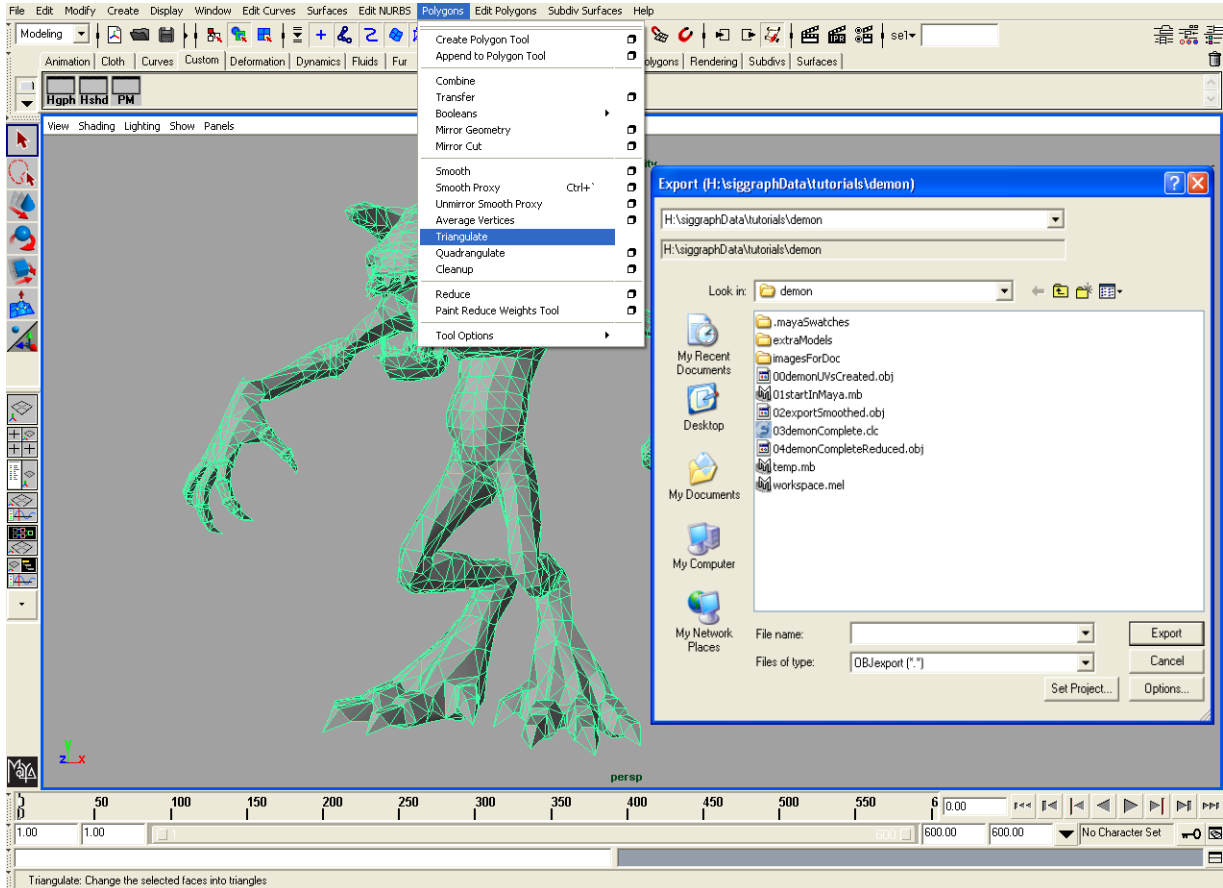 File Edit Modify Create Display Window Edit Curves Surfaces Edit NURBS Polygons Edit Polygons Subdiv Surfaces Help
Modeling
sel▾
Animation Cloth Curves Custom Deformation Dynamics Fluids Fur
Rendering Subdivs Surfaces
Hgph Hshd PM
View Shading Lighting Show Panels
Create Polygon Tool
Append to Polygon Tool
Combine
Transfer
Booleans
Mirror Geometry
Mirror Cut
Smooth
Smooth Proxy Ctrl+`
Unmirror Smooth Proxy
Average Vertices
Triangulate
Quadrangulate
Cleanup
Reduce
Paint Reduce Weights Tool
Tool Options
Export (H:\siggraphData\tutorials\demon)
H:\siggraphData\tutorials\demon
H:\siggraphData\tutorials\demon
Look in: demon
My Recent Documents
Desktop
My Documents
My Computer
My Network Places
.mayaSwatches
extraModels
imagesForDoc
00demonUVsCreated.obj
01startInMaya.mb
02exportSmoothed.obj
03demonComplete.clc
04demonCompleteReduced.obj
temp.mb
workspace.mel
File name: Export
Files of type: OBJexport (*.*) Cancel
Set Project... Options...
y
z x
persp
MAYA
0 50 100 150 200 250 300 350 400 450 500 550 6 0.00
1.00 1.00 1 600 600.00 600.00 No Character Set
Triangulate: Change the selected faces into triangles